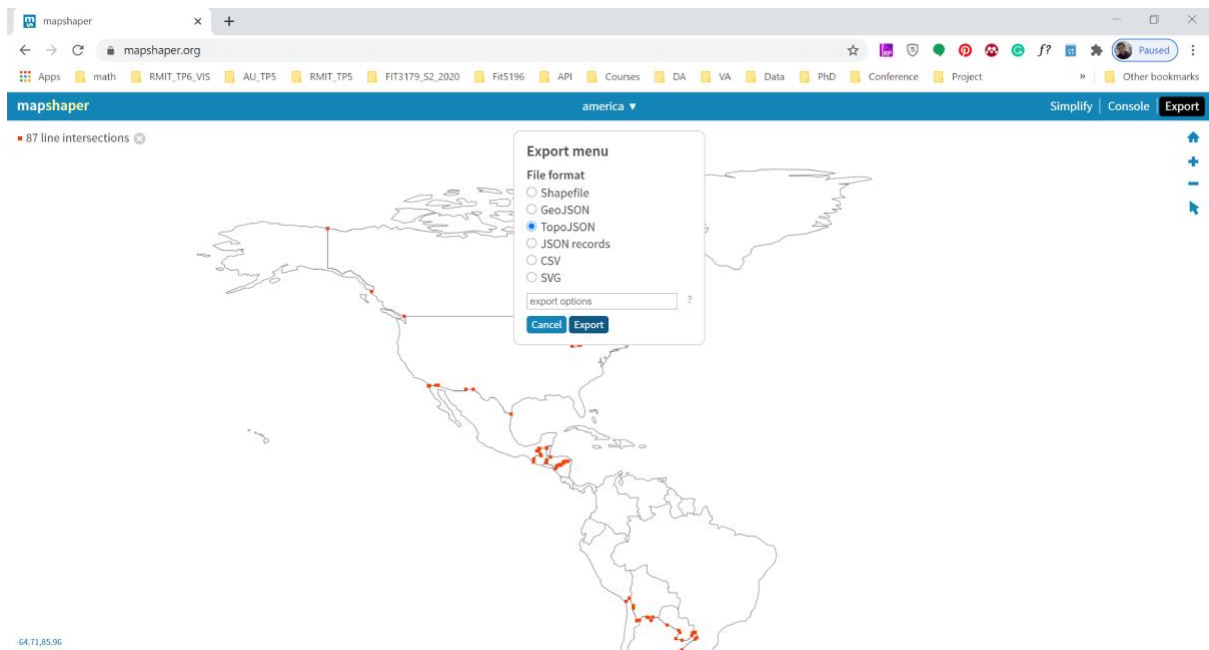 mapshaper
mapshaper.org
f?
Paused
Apps math RMIT_TP6_VIS AU_TP5 RMIT_TP5 FIT3179_S2_2020 Fit5196 API Courses DA VA Data PhD Conference Project » Other bookmarks
mapshaper america ▼ Simplify | Console Export
87 line intersections
Export menu
File format
Shapefile
GeoJSON
TopoJSON
JSON records
CSV
SVG
export options ?
Cancel Export
-64.71,85.96